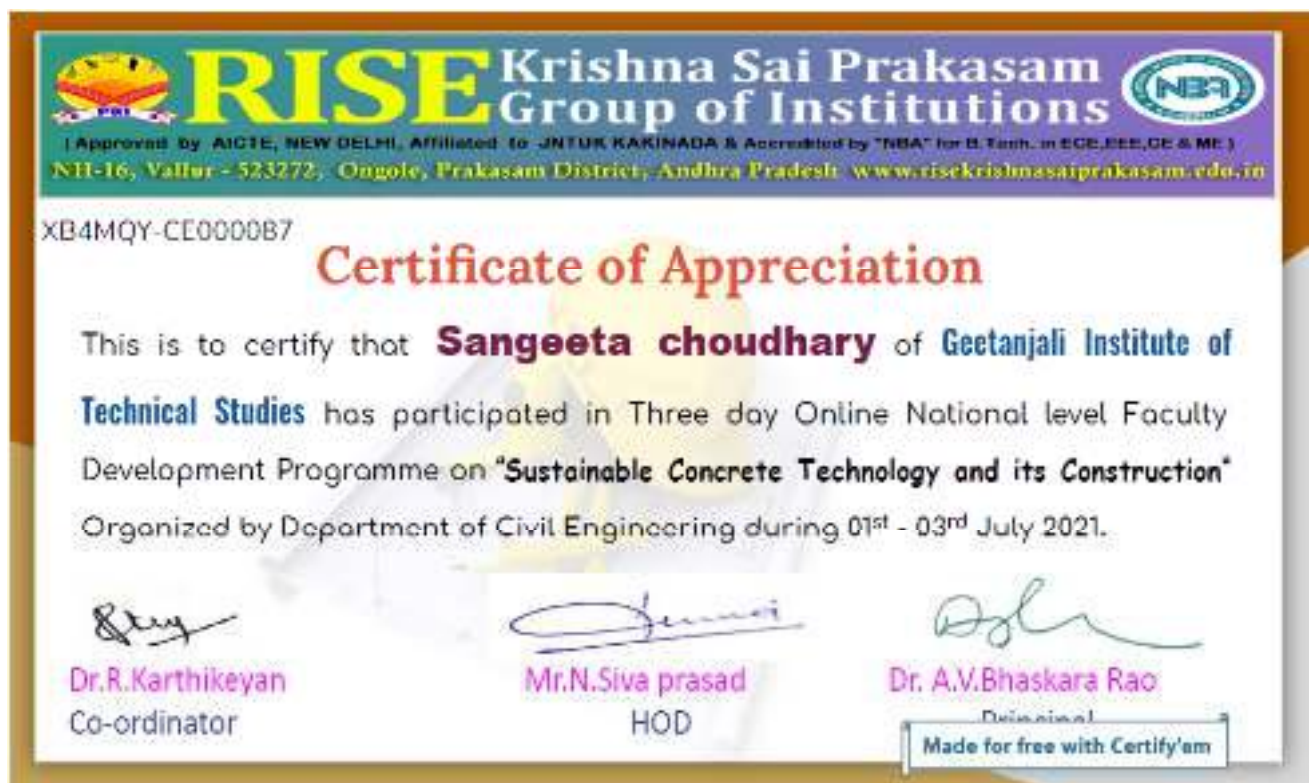 RISE Krishna Sai Prakasam
Group of Institutions
NBA
( Approved by AICTE, NEW DELHI, Affiliated to JNTUK KAKINADA & Accredited by "NBA" for B.Tech. in ECE,EEE,CE & ME )
NH-16, Vallur - 523272, Ongole, Prakasam District, Andhra Pradesh www.risekrishnasaiprakasam.edu.in
XB4MQY-CE000087
Certificate of Appreciation
This is to certify that Sangeeta choudhary of Geetanjali Institute of
Technical Studies has participated in Three day Online National level Faculty
Development Programme on "Sustainable Concrete Technology and its Construction"
Organized by Department of Civil Engineering during 01st - 03rd July 2021.
Dr.R.Karthikeyan Mr.N.Siva prasad Dr. A.V.Bhaskara Rao
Co-ordinator HOD Principal
Made for free with Certify'em